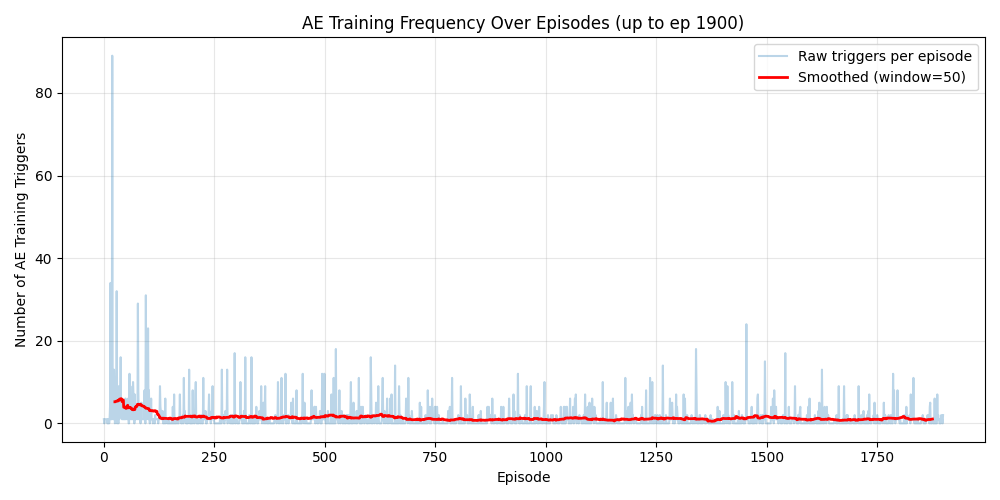 AE Training Frequency Over Episodes (up to ep 1900)
Raw triggers per episode
Smoothed (window=50)
Number of AE Training Triggers
80
60
40
20
0
0 250 500 750 1000 1250 1500 1750
Episode